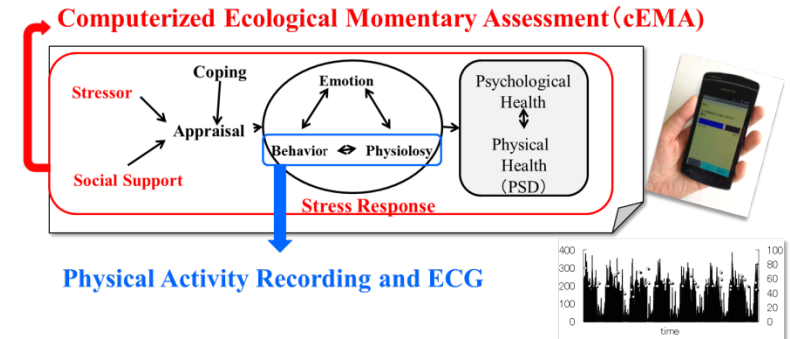 Computerized Ecological Momentary Assessment(cEMA)
Coping
Stressor
Appraisal
Social Support
Emotion
Behavior
Physiolosy
Stress Response
Psychological
Health
Physical
Health
(PSD)
Physical Activity Recording and ECG
400
300
200
100
0
100
80
60
40
20
0
time